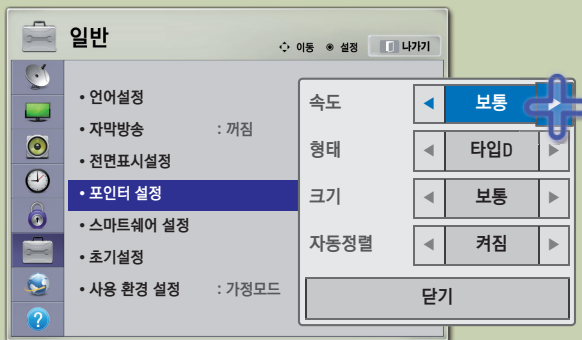 일반
이동 설정 나가기
• 언어설정
• 자막방송 : 꺼짐
• 전면표시설정
• 포인터 설정
• 스마트쉐어 설정
• 초기설정
• 사용 환경 설정 : 가정모드
속도 ◀ 보통 ▶
형태 ◀ 타입D ▶
크기 ◀ 보통 ▶
자동정렬 ◀ 켜짐 ▶
닫기
?